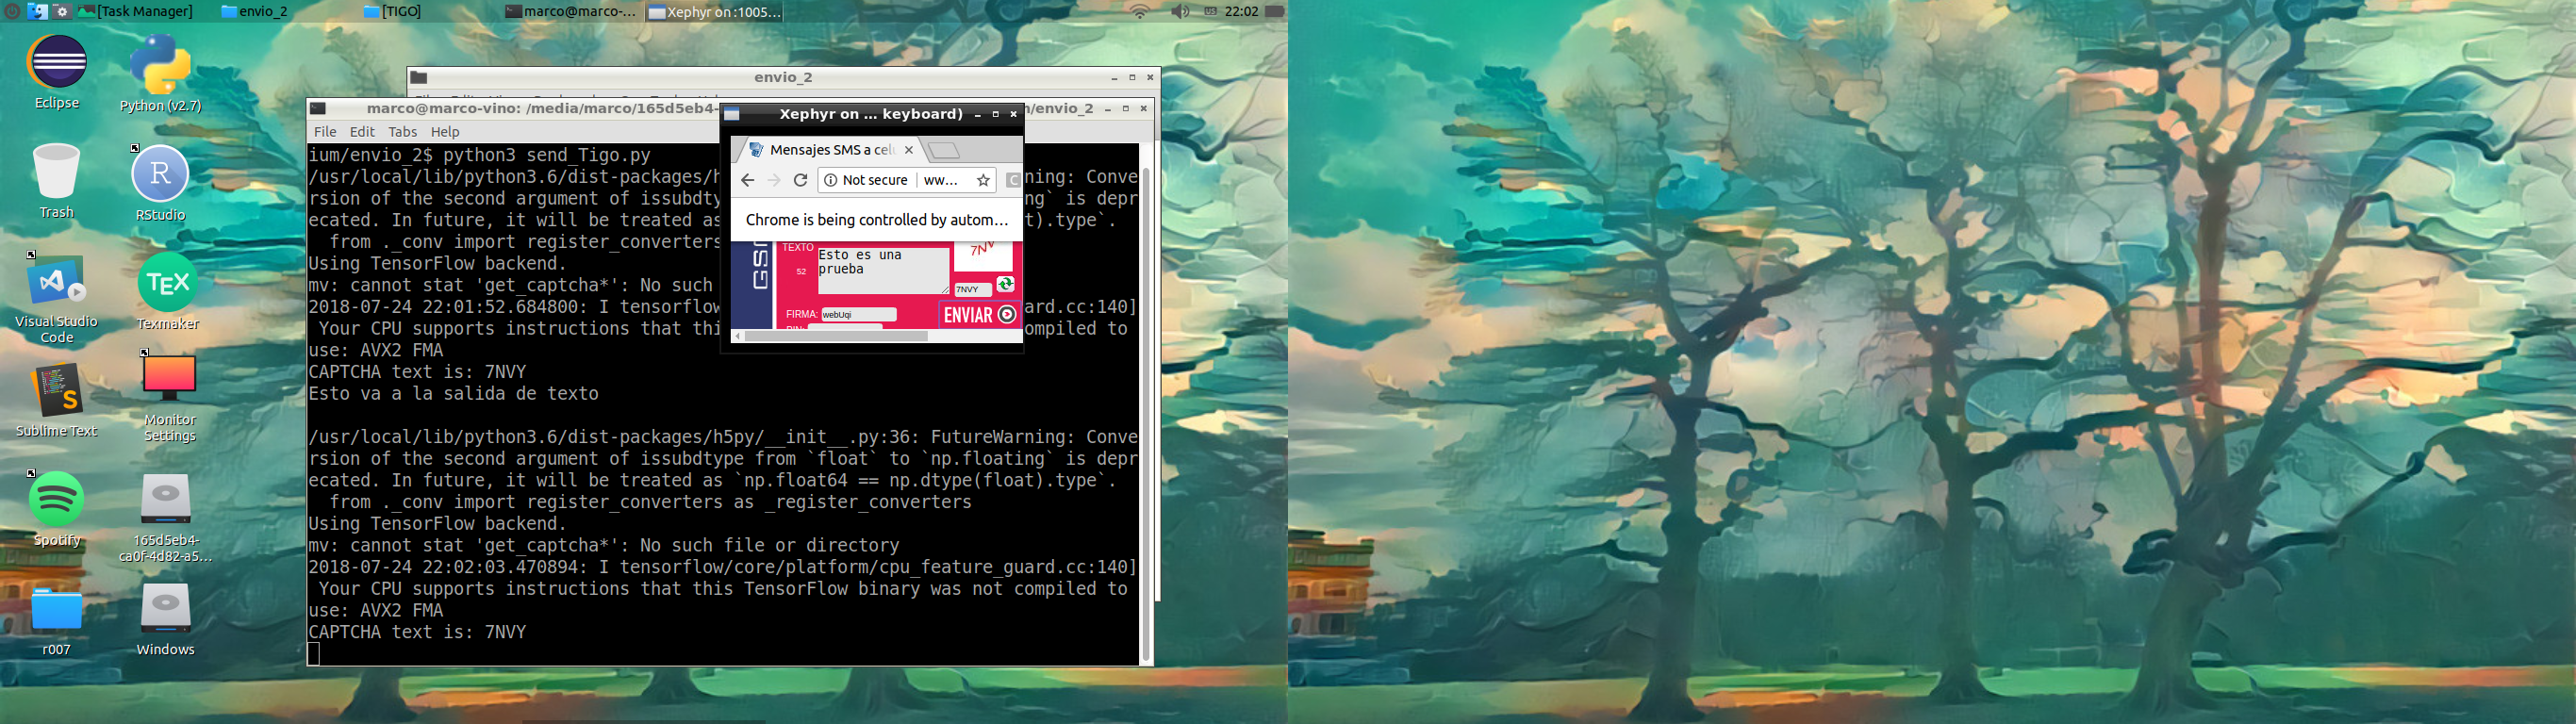 [Task Manager]
envio_2
[TIGO]
marco@marco-...
Xephyr on :1005...
22:02
Eclipse
Python (v2.7)
Trash
RStudio
Visual Studio
Code
Texmaker
Sublime Text
Monitor
Settings
Spotify
165d5eb4-
ca0f-4d82-a5...
r007
Windows
envio_2
marco@marco-vino: /media/marco/165d5eb4-
n/envio_2
File Edit Tabs Help
ium/envio_2$ python3 send_Tigo.py
/usr/local/lib/python3.6/dist-packages/h
ning: Conve
rsion of the second argument of issubdty
ng` is depr
ecated. In future, it will be treated as
t).type`.
from ._conv import register_converters
Using TensorFlow backend.
mv: cannot stat 'get_captcha*': No such
2018-07-24 22:01:52.684800: I tensorflow
ard.cc:140]
Your CPU supports instructions that thi
ompiled to
use: AVX2 FMA
CAPTCHA text is: 7NVY
Esto va a la salida de texto
/usr/local/lib/python3.6/dist-packages/h5py/__init__.py:36: FutureWarning: Conve
rsion of the second argument of issubdtype from `float` to `np.floating` is depr
ecated. In future, it will be treated as `np.float64 == np.dtype(float).type`.
from ._conv import register_converters as _register_converters
Using TensorFlow backend.
mv: cannot stat 'get_captcha*': No such file or directory
2018-07-24 22:02:03.470894: I tensorflow/core/platform/cpu_feature_guard.cc:140]
Your CPU supports instructions that this TensorFlow binary was not compiled to
use: AVX2 FMA
CAPTCHA text is: 7NVY
Xephyr on ... keyboard)
Mensajes SMS a celu
Not secure
ww...
Chrome is being controlled by autom...
GSM
TEXTO
52
Esto es una
prueba
7NV
7NVY
FIRMA:
webUqi
ENVIAR